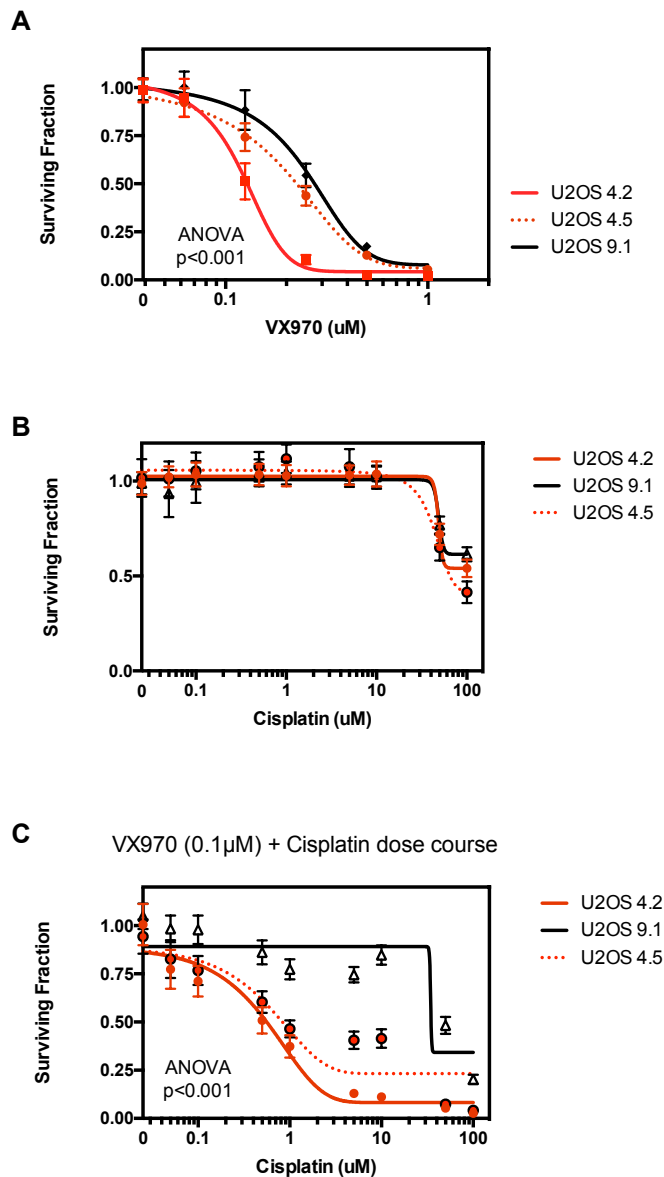 A
Surviving Fraction
1.00
0.75
0.50
0.25
0.00
ANOVA
p<0.001
0
0.1
1
VX970 (uM)
U2OS 4.2
U2OS 4.5
U2OS 9.1
B
Surviving Fraction
1.0
0.5
0.0
0
0.1
1
10
100
Cisplatin (uM)
U2OS 4.2
U2OS 9.1
U2OS 4.5
C
VX970 (0.1μM) + Cisplatin dose course
Surviving Fraction
1.00
0.75
0.50
0.25
0.00
ANOVA
p<0.001
0
0.1
1
10
100
Cisplatin (uM)
U2OS 4.2
U2OS 9.1
U2OS 4.5